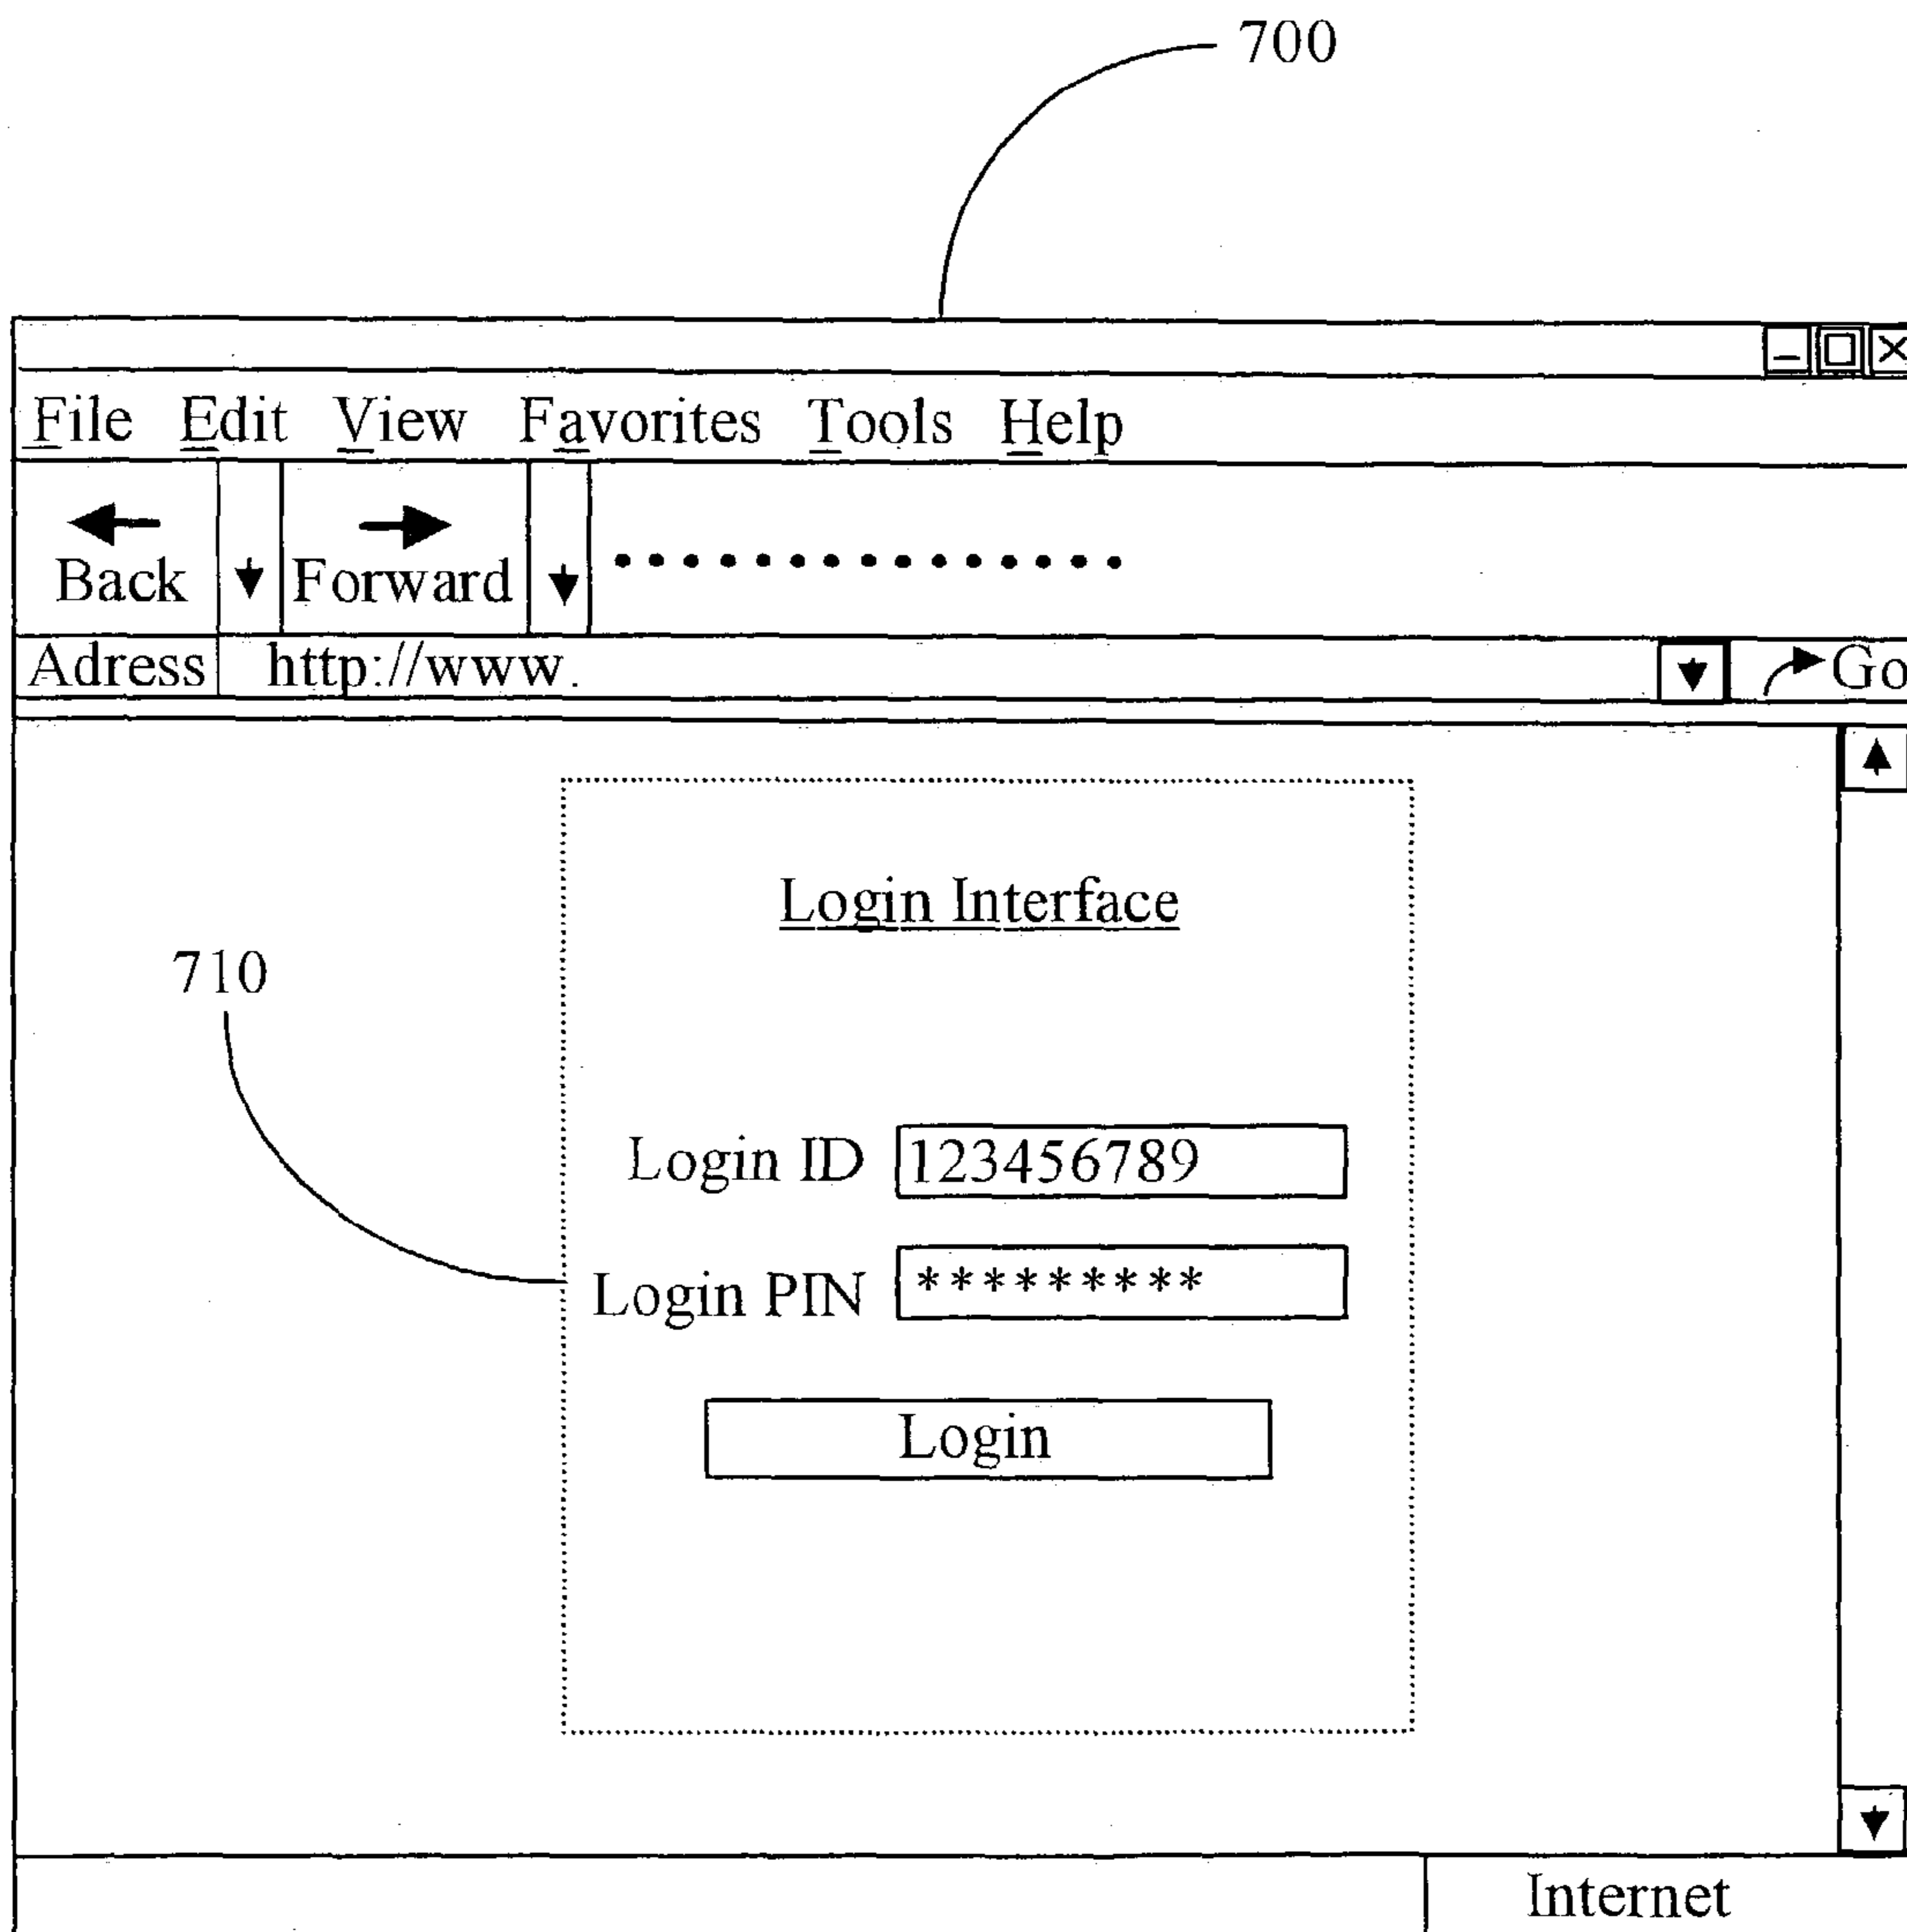 700
File Edit View Favorites Tools Help
Back Forward
Adress http://www. Go
Login Interface
710
Login ID 123456789
Login PIN *********
Login
Internet